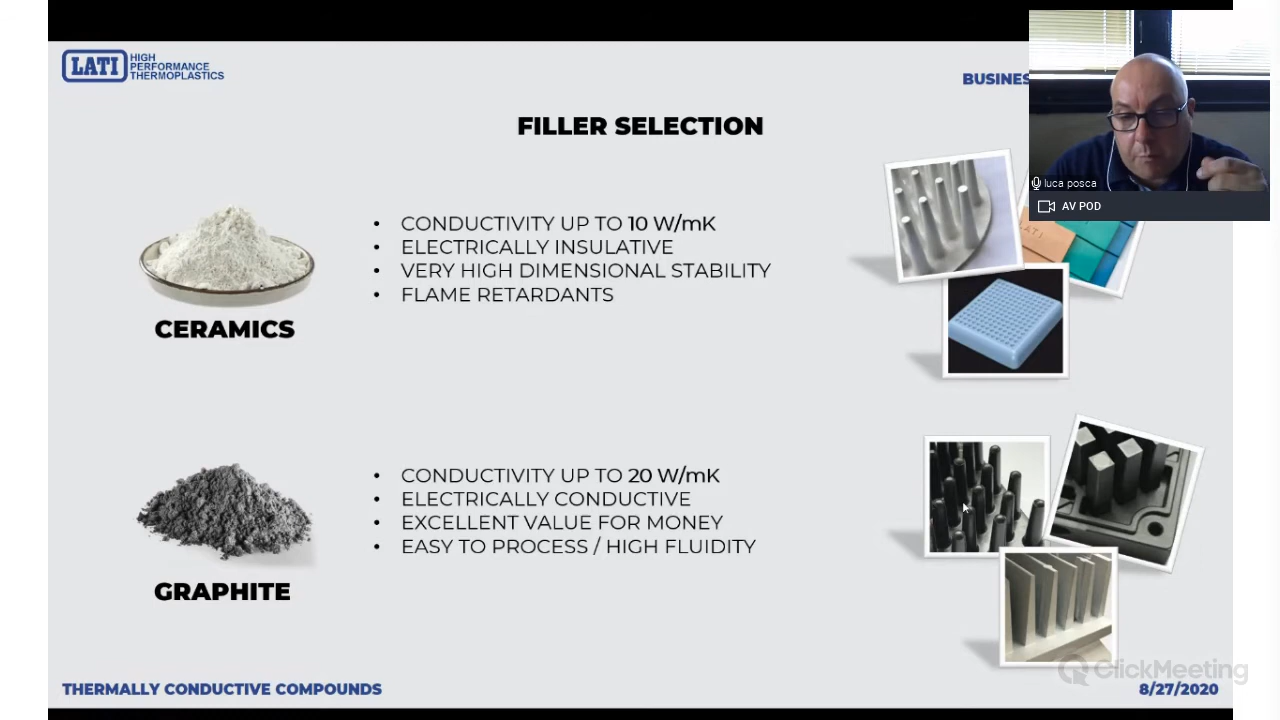 LATI
HIGH
PERFORMANCE
THERMOPLASTICS
BUSINES
FILLER SELECTION
luca posca
AV POD
• CONDUCTIVITY UP TO 10 W/mK
• ELECTRICALLY INSULATIVE
• VERY HIGH DIMENSIONAL STABILITY
• FLAME RETARDANTS
CERAMICS
LATI
• CONDUCTIVITY UP TO 20 W/mK
• ELECTRICALLY CONDUCTIVE
• EXCELLENT VALUE FOR MONEY
• EASY TO PROCESS / HIGH FLUIDITY
GRAPHITE
ClickMeeting
THERMALLY CONDUCTIVE COMPOUNDS
8/27/2020